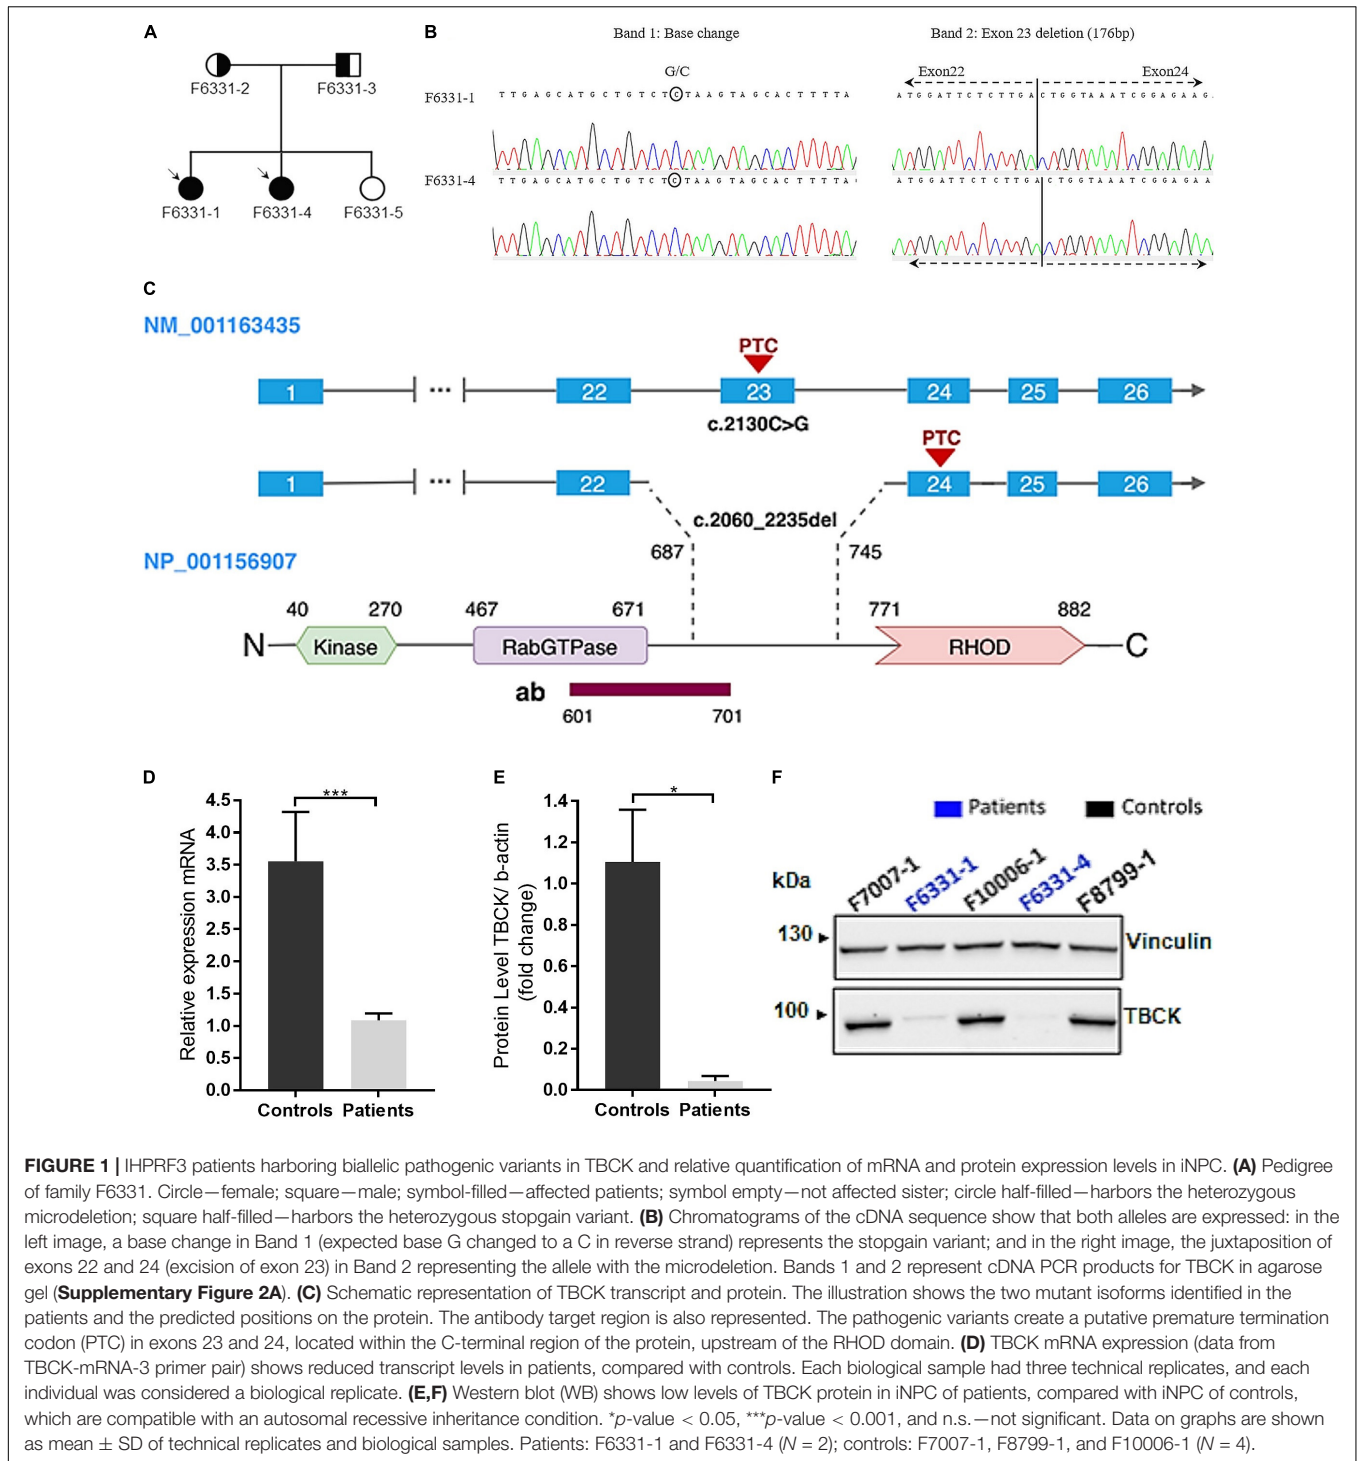 A
F6331-2
F6331-3
F6331-1
F6331-4
F6331-5
B
Band 1: Base change
Band 2: Exon 23 deletion (176bp)
G/C
Exon22
Exon24
F6331-1
T T G A G C A T G C T G T C T C T A A G T A G C A C T T T T A
A T G G A T T C T C T T G A C T G G T A A A T C G G A G A A G
F6331-4
T T G A G C A T G C T G T C T C T A A G T A G C A C T T T T A
A T G G A T T C T C T T G A C T G G T A A A T C G G A G A A
C
NM_001163435
PTC
1
...
22
23
24
25
26
c.2130C>G
PTC
1
...
22
24
25
26
c.2060_2235del
687
745
NP_001156907
40
270
467
671
771
882
N
Kinase
RabGTPase
RHOD
C
ab
601
701
D
Relative expression mRNA
4.5
4.0
3.5
3.0
2.5
2.0
1.5
1.0
0.5
0.0
***
Controls
Patients
E
Protein Level TBCK/ b-actin
(fold change)
1.4
1.2
1.0
0.8
0.6
0.4
0.2
0.0
*
Controls
Patients
F
Patients
Controls
kDa
F7007-1
F6331-1
F10006-1
F6331-4
F8799-1
130
Vinculin
100
TBCK
FIGURE 1 | IHPRF3 patients harboring biallelic pathogenic variants in TBCK and relative quantification of mRNA and protein expression levels in iNPC. (A) Pedigree
of family F6331. Circle—female; square—male; symbol-filled—affected patients; symbol empty—not affected sister; circle half-filled—harbors the heterozygous
microdeletion; square half-filled—harbors the heterozygous stopgain variant. (B) Chromatograms of the cDNA sequence show that both alleles are expressed: in the
left image, a base change in Band 1 (expected base G changed to a C in reverse strand) represents the stopgain variant; and in the right image, the juxtaposition of
exons 22 and 24 (excision of exon 23) in Band 2 representing the allele with the microdeletion. Bands 1 and 2 represent cDNA PCR products for TBCK in agarose
gel (Supplementary Figure 2A). (C) Schematic representation of TBCK transcript and protein. The illustration shows the two mutant isoforms identified in the
patients and the predicted positions on the protein. The antibody target region is also represented. The pathogenic variants create a putative premature termination
codon (PTC) in exons 23 and 24, located within the C-terminal region of the protein, upstream of the RHOD domain. (D) TBCK mRNA expression (data from
TBCK-mRNA-3 primer pair) shows reduced transcript levels in patients, compared with controls. Each biological sample had three technical replicates, and each
individual was considered a biological replicate. (E,F) Western blot (WB) shows low levels of TBCK protein in iNPC of patients, compared with iNPC of controls,
which are compatible with an autosomal recessive inheritance condition. *p-value < 0.05, ***p-value < 0.001, and n.s.—not significant. Data on graphs are shown
as mean ± SD of technical replicates and biological samples. Patients: F6331-1 and F6331-4 (N = 2); controls: F7007-1, F8799-1, and F10006-1 (N = 4).